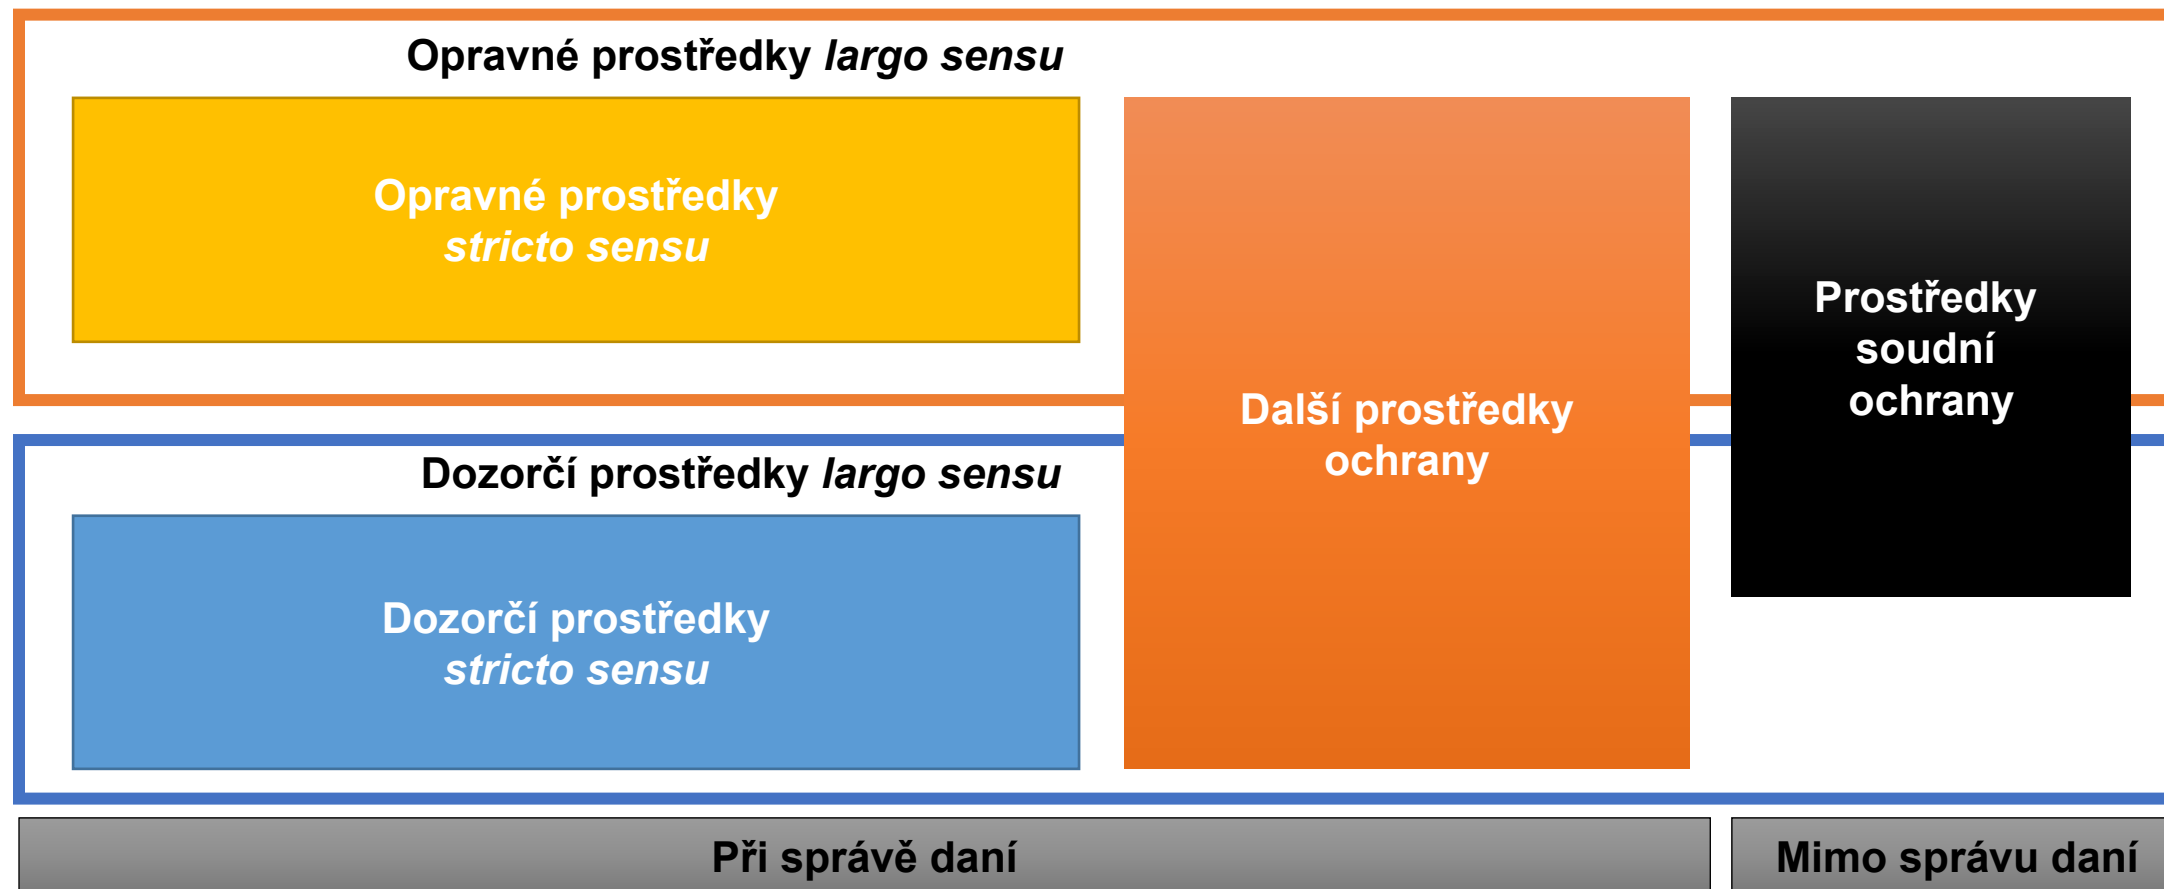 Opravné prostředky largo sensu
Opravné prostředky
stricto sensu
Další prostředky
ochrany
Prostředky
soudní
ochrany
Dozorčí prostředky largo sensu
Dozorčí prostředky
stricto sensu
Při správě daní
Mimo správu daní